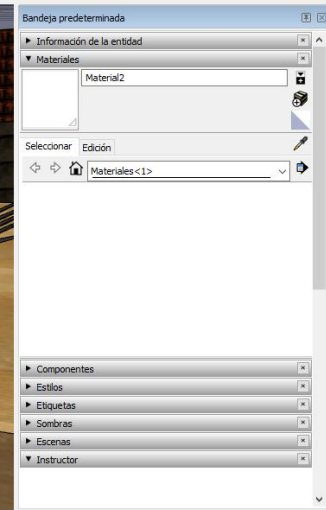 Bandeja predeterminada
Información de la entidad
Materiales
Material2
Seleccionar Edición
Materiales<1>
Componentes
Estilos
Etiquetas
Sombras
Escenas
Instructor